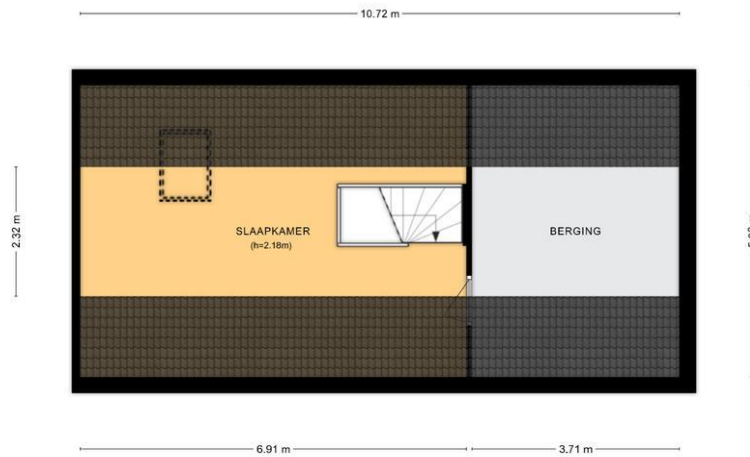 10.72 m
2.32 m
SLAAPKAMER
(h=2.18m)
BERGING
6.91 m
3.71 m